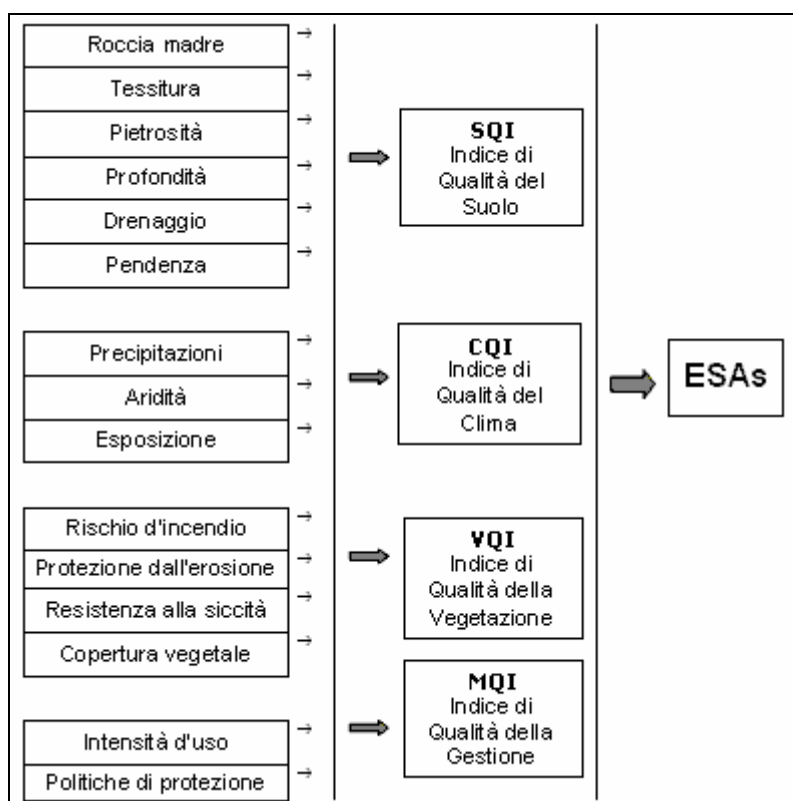 Roccia madre
Tessitura
Pietrosità
Profondità
Drenaggio
Pendenza
SQI
Indice di
Qualità del
Suolo
Precipitazioni
Aridità
Esposizione
CQI
Indice di
Qualità del
Clima
ESAs
Rischio d'incendio
Protezione dall'erosione
Resistenza alla siccità
Copertura vegetale
VQI
Indice di
Qualità della
Vegetazione
Intensità d'uso
Politiche di protezione
MQI
Indice di
Qualità della
Gestione